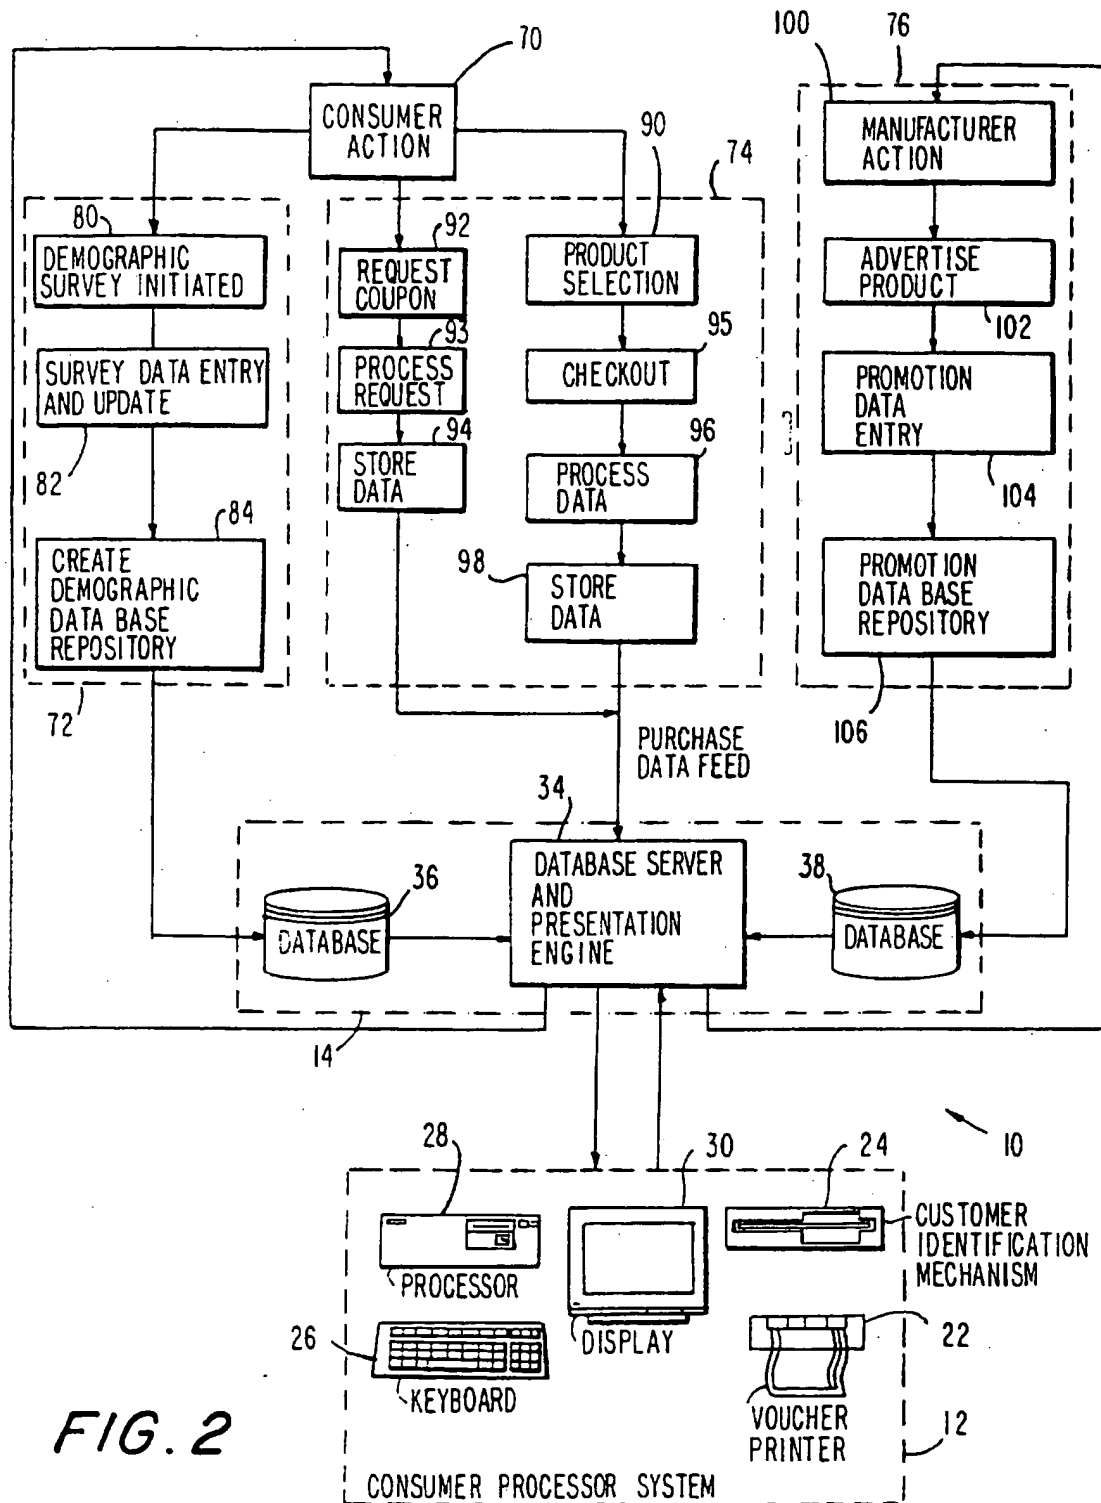 100
70
76
CONSUMER
ACTION
90
MANUFACTURER
ACTION
74
80
92
DEMOGRAPHIC
SURVEY INITIATED
REQUEST
COUPON
PRODUCT
SELECTION
ADVERTISE
PRODUCT
102
93
95
SURVEY DATA ENTRY
AND UPDATE
PROCESS
REQUEST
CHECKOUT
PROMOTION
DATA
ENTRY
82
94
96
STORE
DATA
PROCESS
DATA
104
84
98
CREATE
DEMOGRAPHIC
DATA BASE
REPOSITORY
STORE
DATA
PROMOTION
DATA BASE
REPOSITORY
72
106
PURCHASE
DATA FEED
34
36
38
DATABASE
DATABASE SERVER
AND
PRESENTATION
ENGINE
DATABASE
14
10
28
30
24
PROCESSOR
CUSTOMER
IDENTIFICATION
MECHANISM
26
KEYBOARD
DISPLAY
22
VOUCHER
PRINTER
12
FIG. 2
CONSUMER PROCESSOR SYSTEM